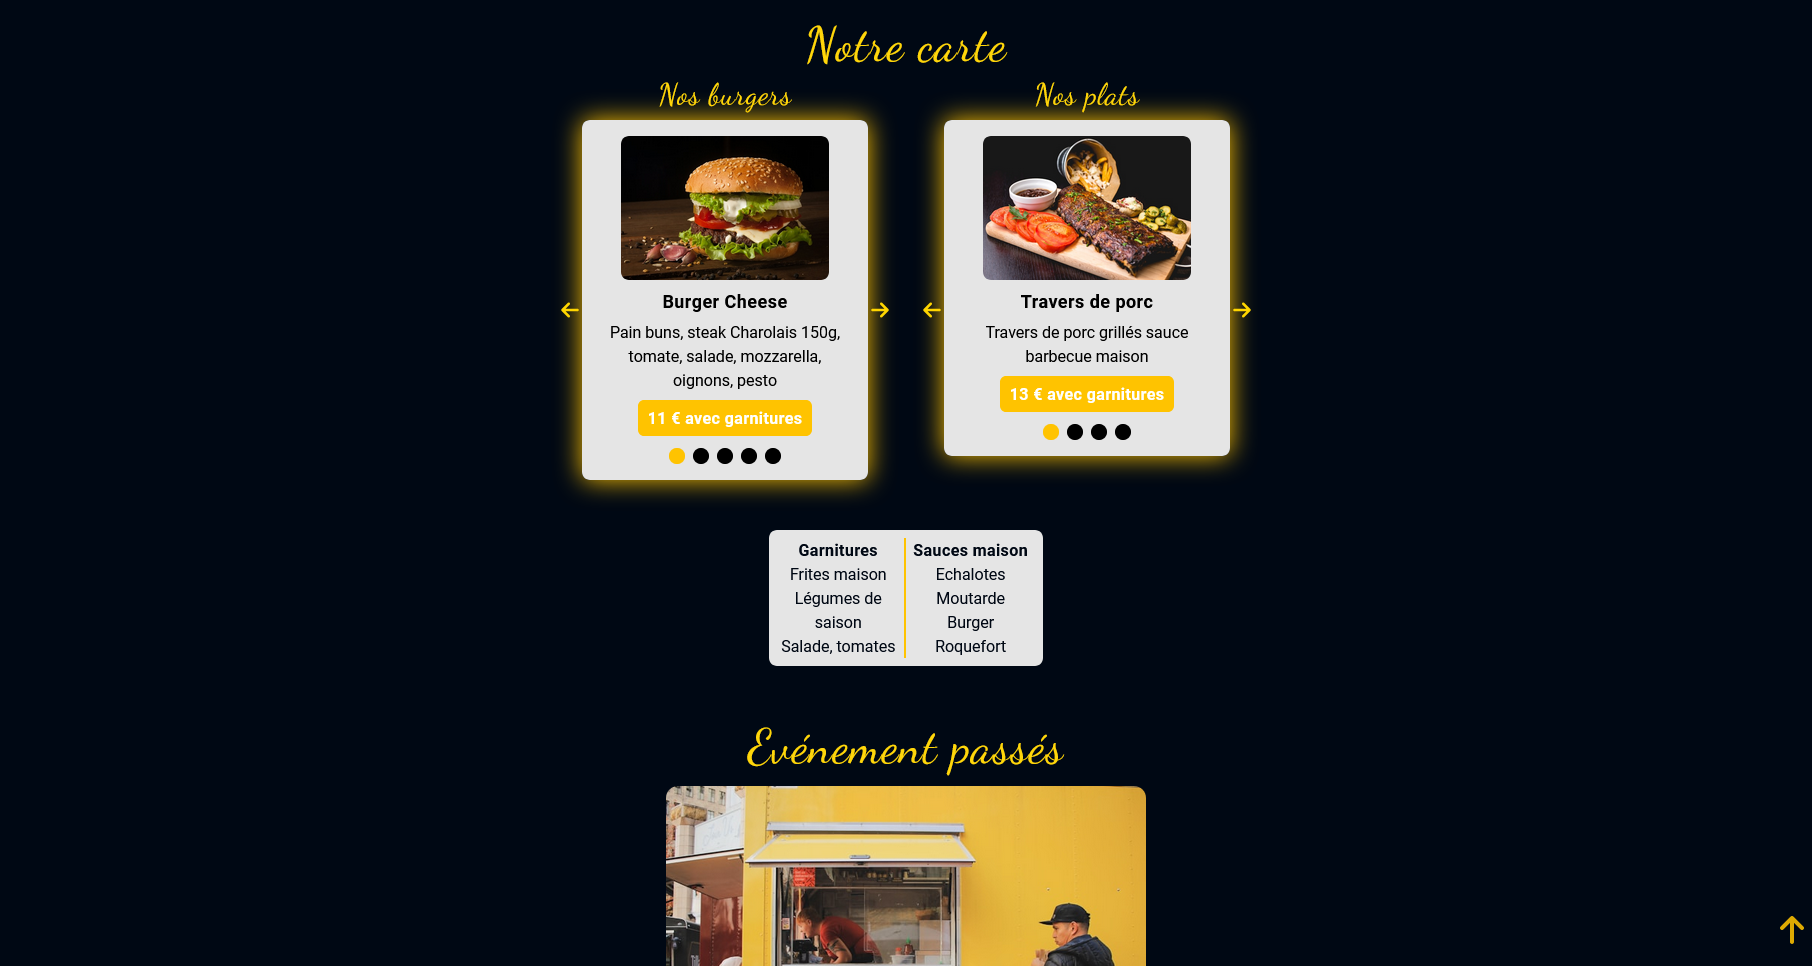 Notre carte
Nos burgers
Burger Cheese
Pain buns, steak Charolais 150g,
tomate, salade, mozzarella,
oignons, pesto
11 € avec garnitures
Nos plats
Travers de porc
Travers de porc grillés sauce
barbecue maison
13 € avec garnitures
Garnitures
Frites maison
Légumes de
saison
Salade, tomates
Sauces maison
Echalotes
Moutarde
Burger
Roquefort
Evénement passés